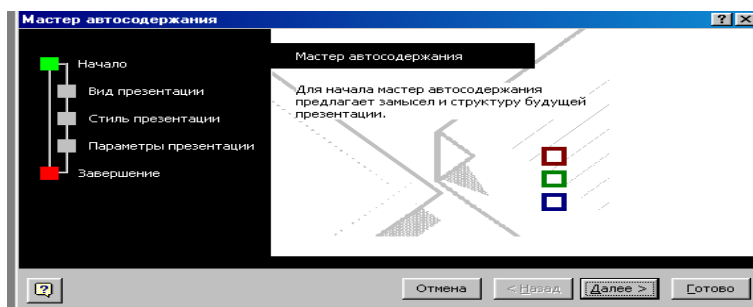 Мастер автосодержания
Начало
Вид презентации
Стиль презентации
Параметры презентации
Завершение
Мастер автосодержания
Для начала мастер автосодержания
предлагает замысел и структуру будущей
презентации.
Отмена
< Назад
Далее >
Готово